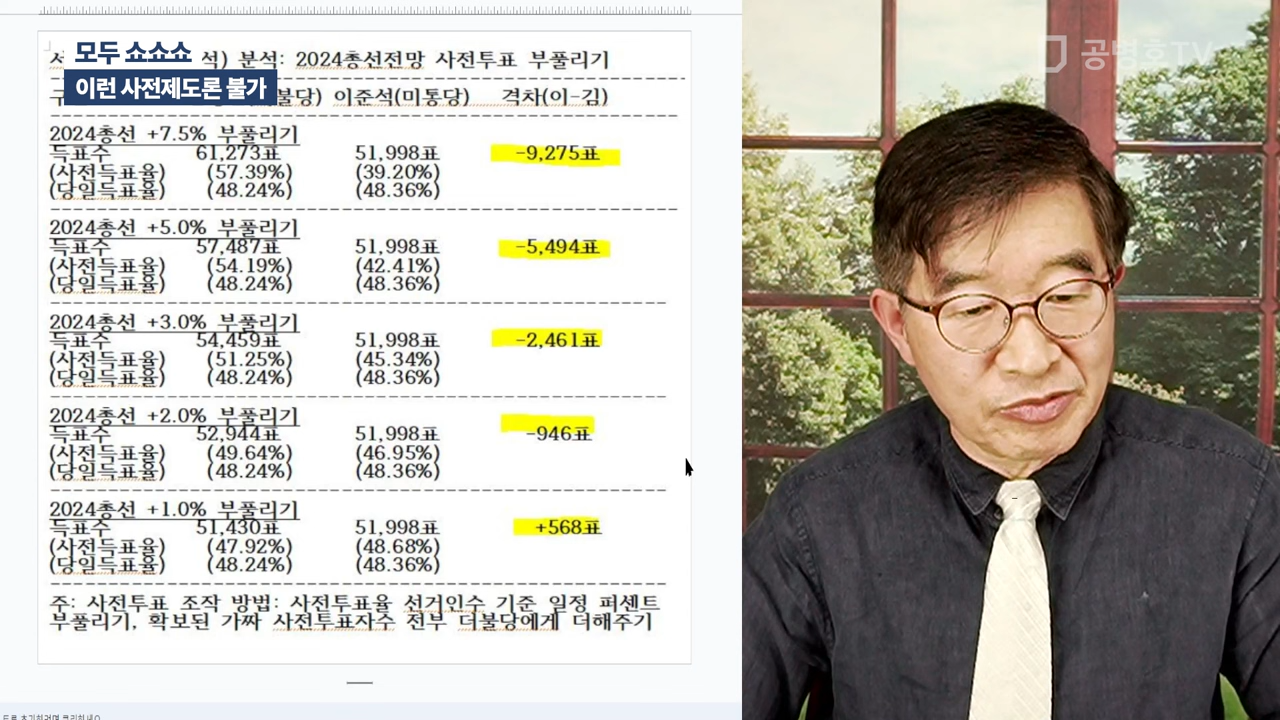 모두 쇼쇼쇼
이런 사전제도론 불가
공병호TV
석) 분석: 2024총선전망 사전투표 부풀리기
불당) 이준석(미통당) 격차(이-김)
2024총선 +7.5% 부풀리기
득표수 61,273표 51,998표 -9,275표
(사전득표율) (57.39%) (39.20%)
(당일득표율) (48.24%) (48.36%)
2024총선 +5.0% 부풀리기
득표수 57,487표 51,998표 -5,494표
(사전득표율) (54.19%) (42.41%)
(당일득표율) (48.24%) (48.36%)
2024총선 +3.0% 부풀리기
득표수 54,459표 51,998표 -2,461표
(사전득표율) (51.25%) (45.34%)
(당일득표율) (48.24%) (48.36%)
2024총선 +2.0% 부풀리기
득표수 52,944표 51,998표 -946표
(사전득표율) (49.64%) (46.95%)
(당일득표율) (48.24%) (48.36%)
2024총선 +1.0% 부풀리기
득표수 51,430표 51,998표 +568표
(사전득표율) (47.92%) (48.68%)
(당일득표율) (48.24%) (48.36%)
주: 사전투표 조작 방법: 사전투표율 선거인수 기준 일정 퍼센트
부풀리기, 확보된 가짜 사전투표자수 전부 더불당에게 더해주기